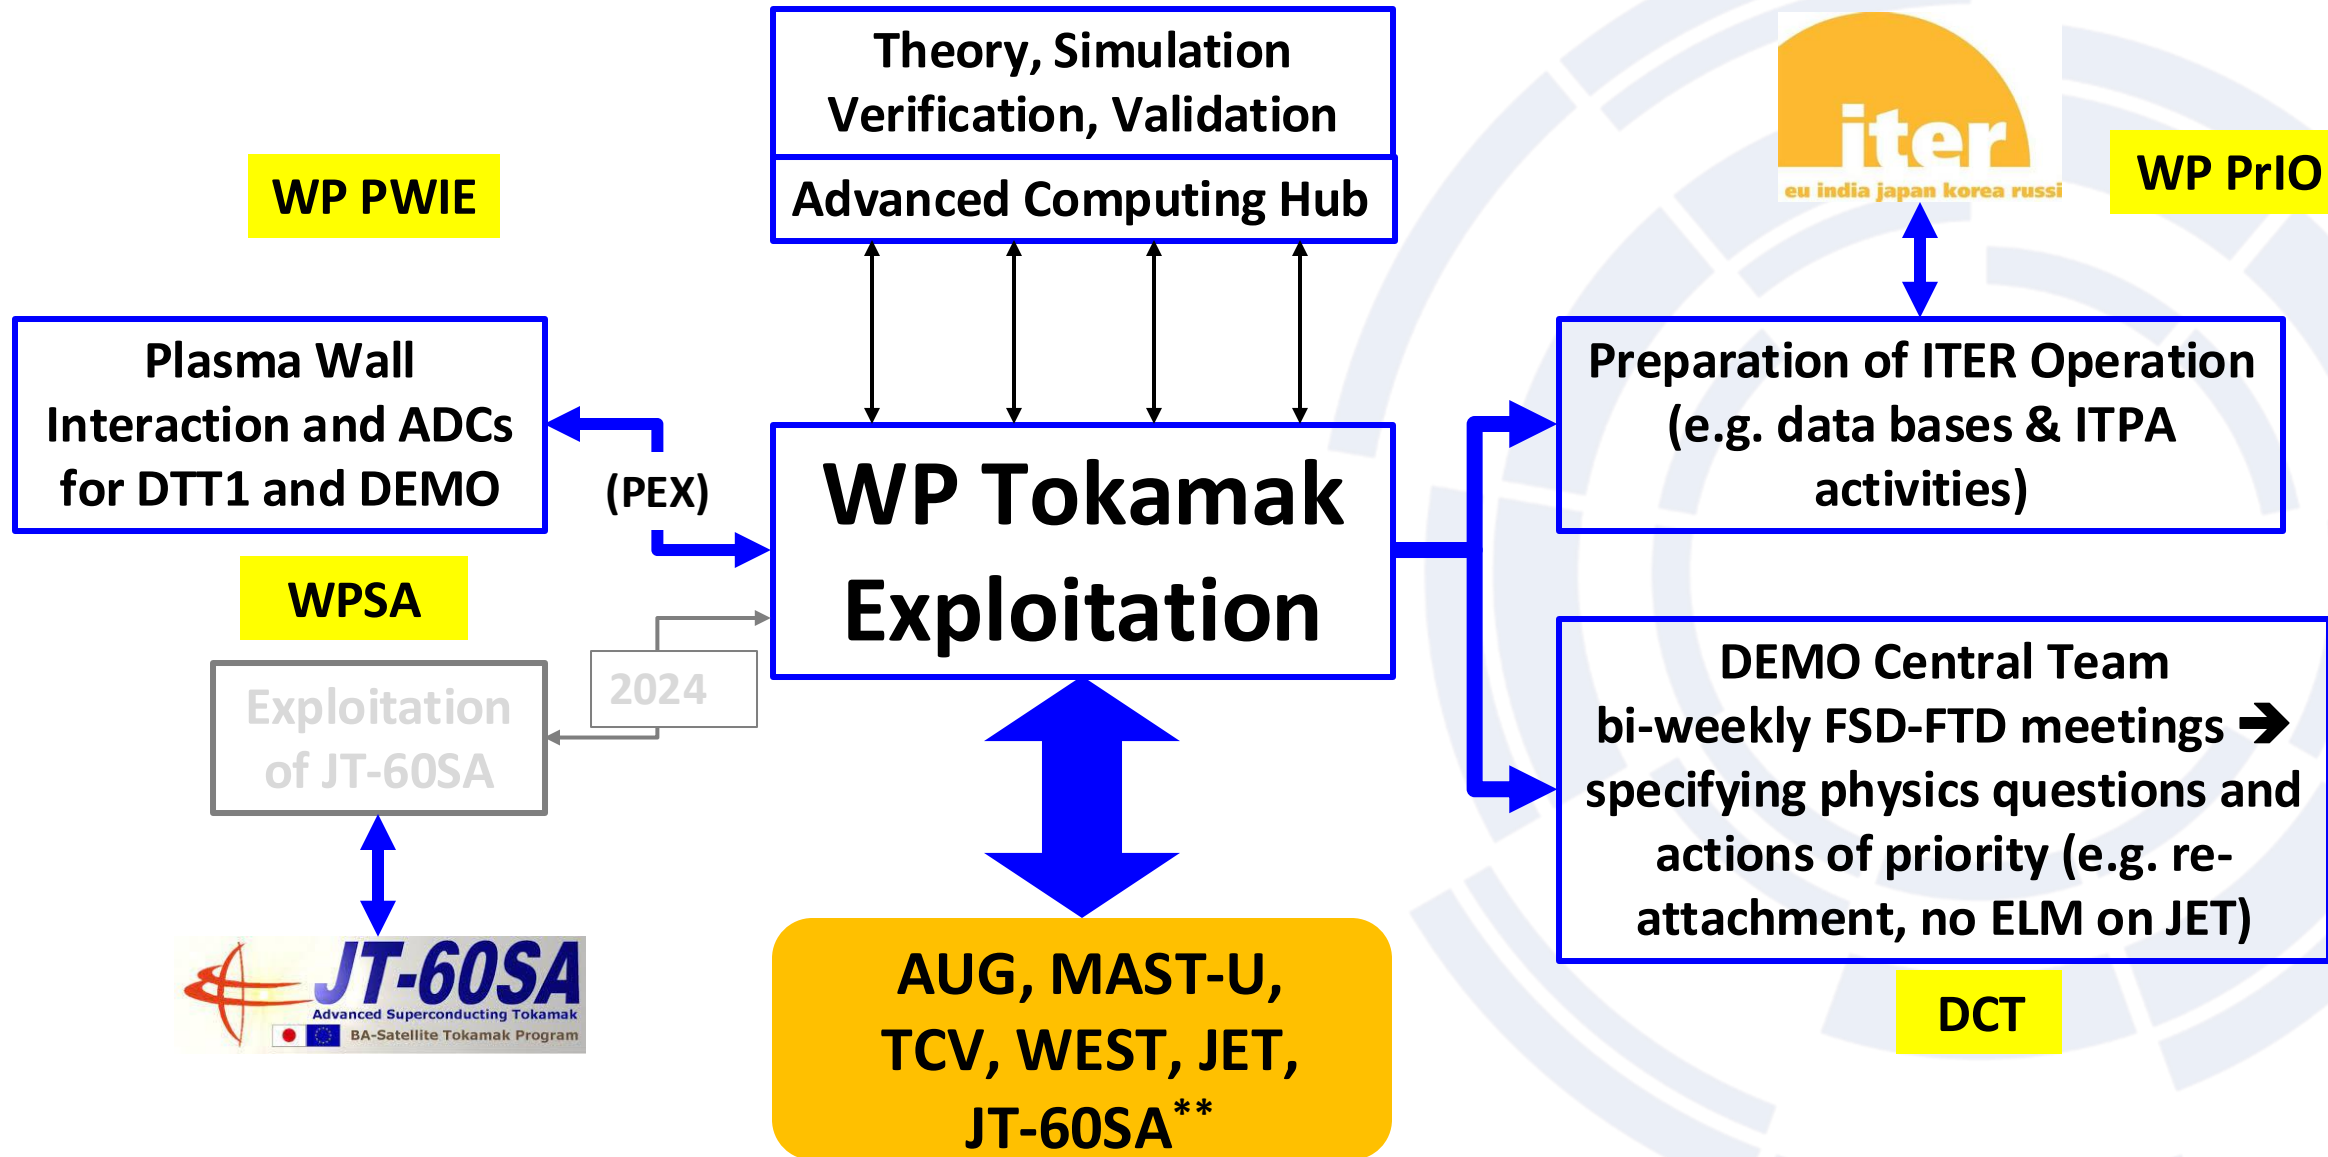 Theory, Simulation
Verification, Validation
Advanced Computing Hub
WP PWIE
iter
eu india japan korea russi
WP PrIO
Plasma Wall
Interaction and ADCs
for DTT1 and DEMO
(PEX)
WP Tokamak
Exploitation
Preparation of ITER Operation
(e.g. data bases & ITPA
activities)
WPSA
Exploitation
of JT-60SA
2024
DEMO Central Team
bi-weekly FSD-FTD meetings ➔
specifying physics questions and
actions of priority (e.g. re-
attachment, no ELM on JET)
DCT
JT-60SA
Advanced Superconducting Tokamak
BA-Satellite Tokamak Program
AUG, MAST-U,
TCV, WEST, JET,
JT-60SA**